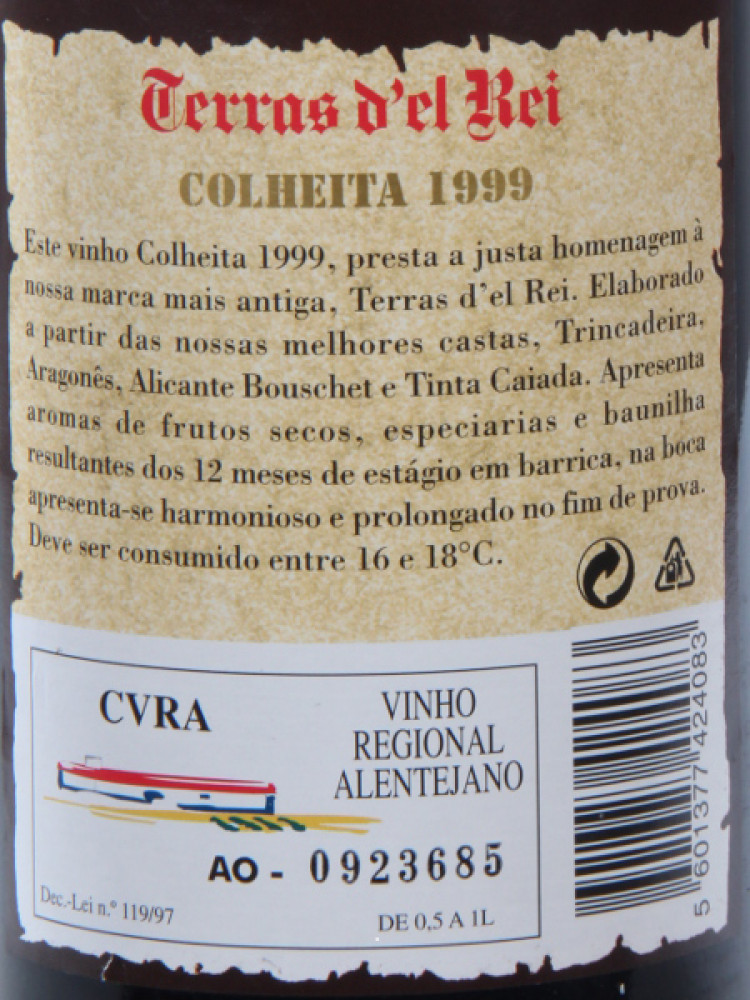 Terras d'el Rei
COLHEITA 1999
Este vinho Colheita 1999, presta a justa homenagem à
nossa marca mais antiga, Terras d'el Rei. Elaborado
a partir das nossas melhores castas, Trincadeira,
Aragonês, Alicante Bouschet e Tinta Caiada. Apresenta
aromas de frutos secos, especiarias e baunilha
resultantes dos 12 meses de estágio em barrica, na boca
apresenta-se harmonioso e prolongado no fim de prova.
Deve ser consumido entre 16 e 18°C.
CVRA
VINHO
REGIONAL
ALENTEJANO
AO - 0923685
Dec.-Lei n.º 119/97
DE 0,5 A 1L
5 601377 424083